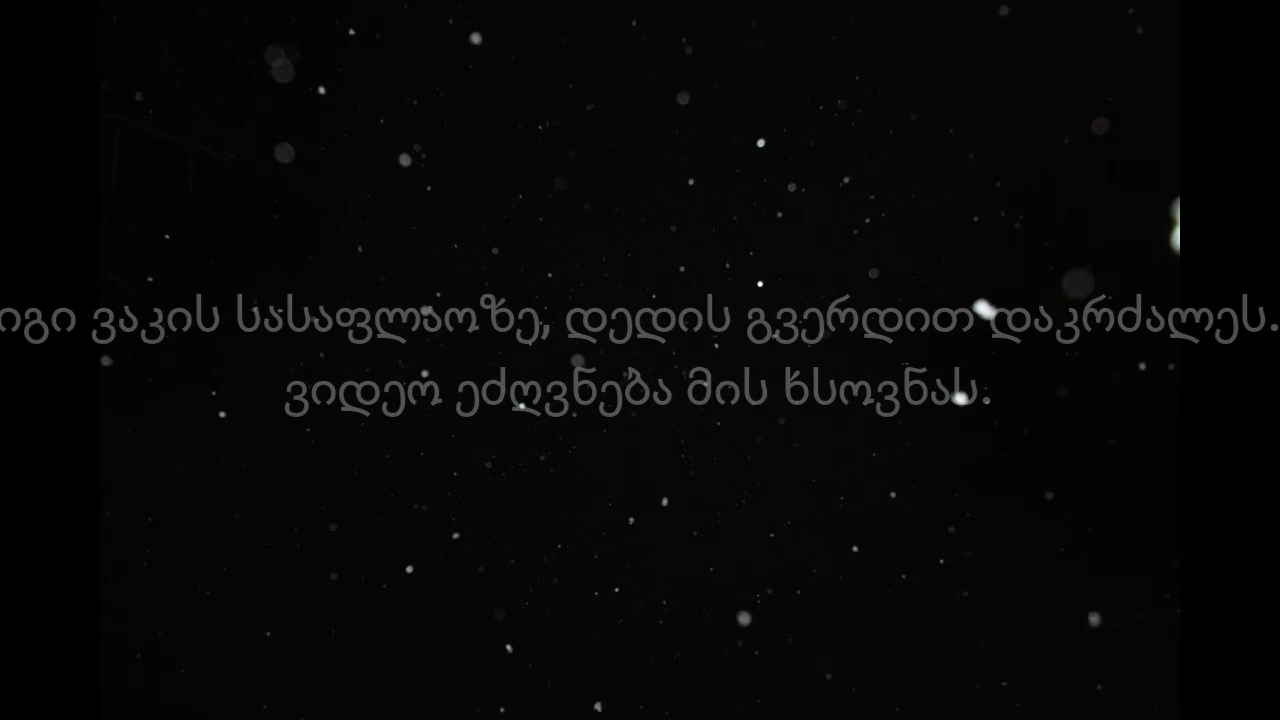 იგი ვაკის სასაფლაოზე, დედის გვერდით დაკრძალეს.
ვიდეო ეძღვნება მის ხსოვნას.